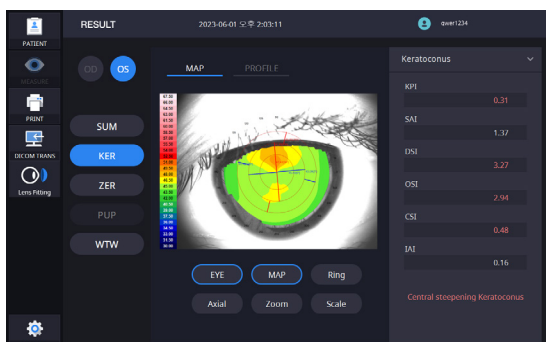 RESULT
2023-06-01 오후 2:03:11
qwer1234
PATIENT
MEASURE
PRINT
DICOM TRANS
Lens Fitting
OD
OS
SUM
KER
ZER
PUP
WTW
MAP
PROFILE
EYE
MAP
Ring
Axial
Zoom
Scale
Keratoconus
KPI
0.31
SAI
1.37
DSI
3.27
OSI
2.94
CSI
0.48
IAI
0.16
Central steepening Keratoconus